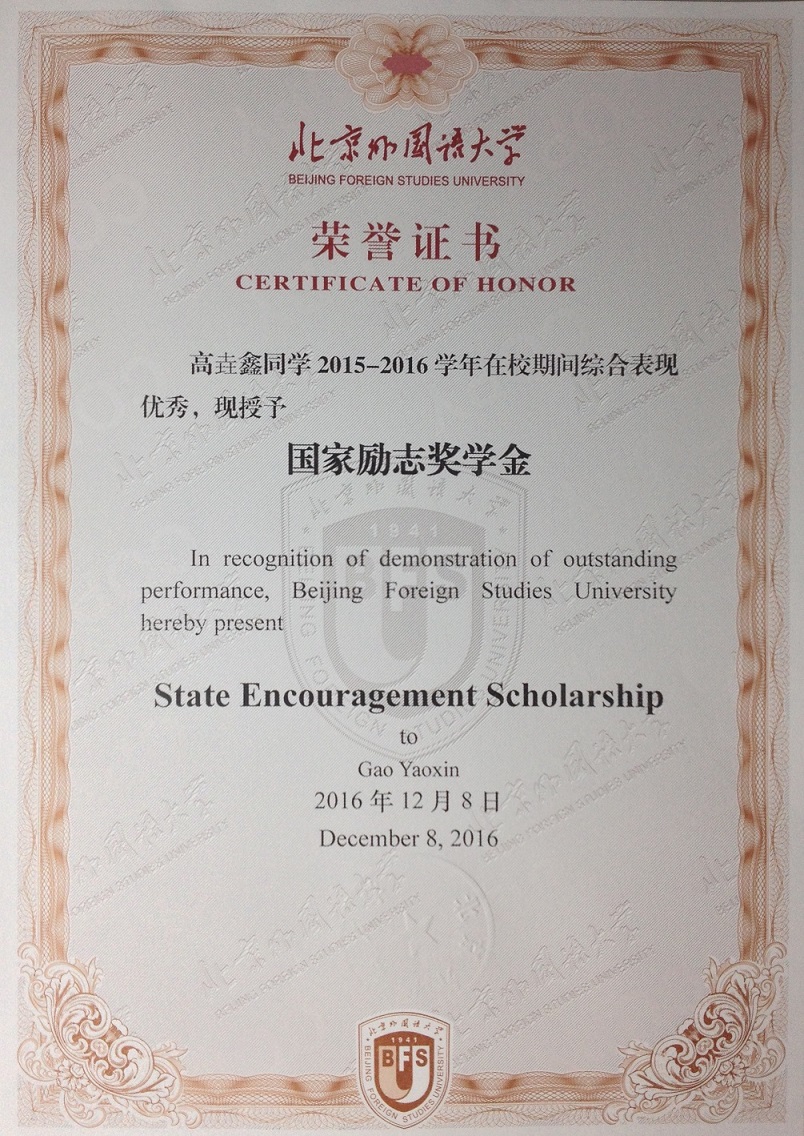 北京外国语大学
BEIJING FOREIGN STUDIES UNIVERSITY
荣誉证书
CERTIFICATE OF HONOR
高垚鑫同学 2015-2016 学年在校期间综合表现
优秀，现授予
国家励志奖学金
In recognition of demonstration of outstanding
performance, Beijing Foreign Studies University
hereby present
State Encouragement Scholarship
to
Gao Yaoxin
2016 年 12 月 8 日
December 8, 2016
北京外国语大学
1941
BFS
BEIJING FOREIGN STUDIES UNIVERSITY